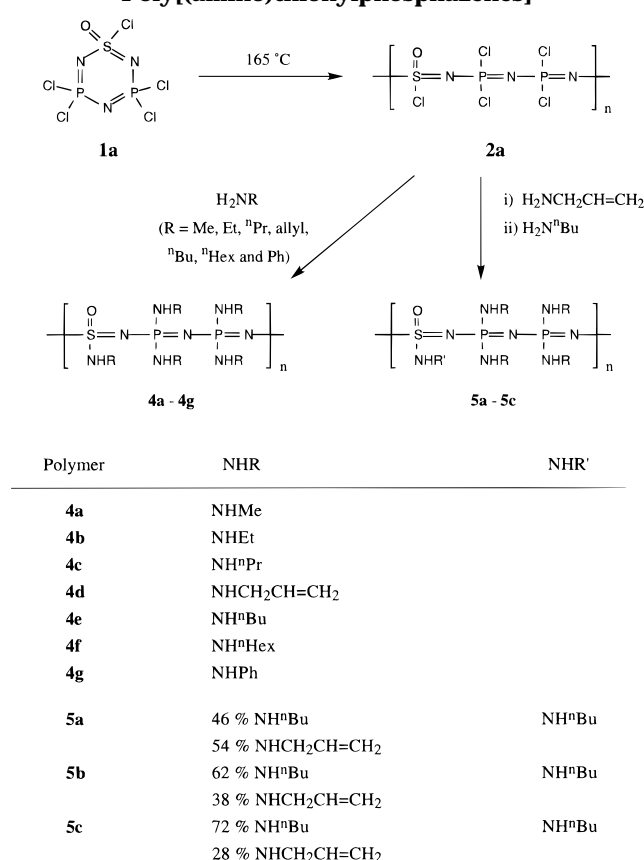 Poly[(amino)thionylphosphazenes]
Cl
O
S
N
N
Cl
P
P
Cl
Cl
N
Cl
1a
165 °C
O
Cl
Cl
S=N—P=N—P=N
Cl
Cl
Cl
n
2a
H₂NR
(R = Me, Et, ⁿPr, allyl,
ⁿBu, ⁿHex and Ph)
i) H₂NCH₂CH=CH₂
ii) H₂NⁿBu
O
NHR
NHR
S=N—P=N—P=N
NHR
NHR
NHR
n
4a - 4g
O
NHR
NHR
S=N—P=N—P=N
NHR'
NHR
NHR
n
5a - 5c
Polymer NHR NHR'
4a NHMe
4b NHEt
4c NHⁿPr
4d NHCH₂CH=CH₂
4e NHⁿBu
4f NHⁿHex
4g NHPh
5a 46 % NHⁿBu NHⁿBu
54 % NHCH₂CH=CH₂
5b 62 % NHⁿBu NHⁿBu
38 % NHCH₂CH=CH₂
5c 72 % NHⁿBu NHⁿBu
28 % NHCH₂CH=CH₂